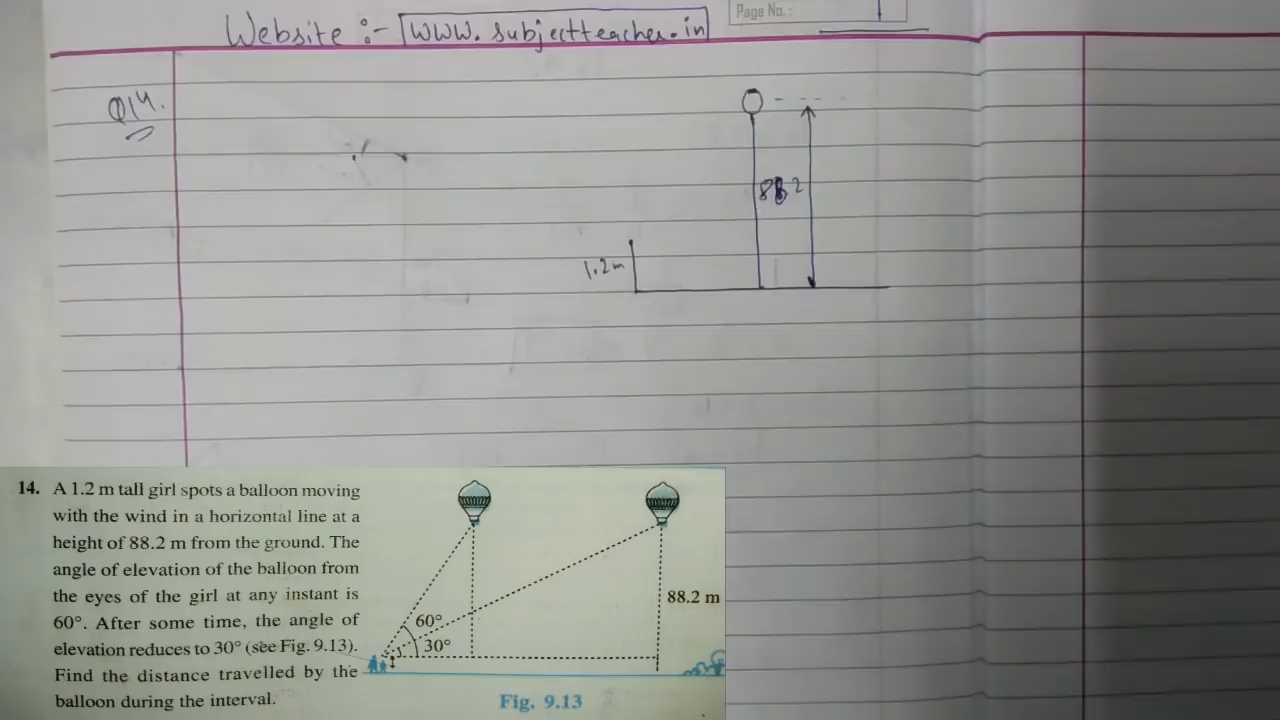 Page No. :
Website :- www.subjectteacher.in
Q14.
88.2
1.2m
14. A 1.2 m tall girl spots a balloon moving
with the wind in a horizontal line at a
height of 88.2 m from the ground. The
angle of elevation of the balloon from
the eyes of the girl at any instant is
60°. After some time, the angle of
elevation reduces to 30° (see Fig. 9.13).
Find the distance travelled by the
balloon during the interval.
60°
30°
88.2 m
Fig. 9.13